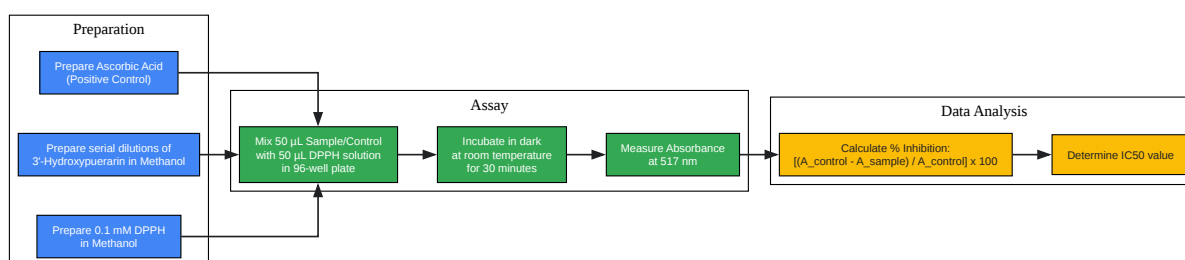 Preparation
Prepare Ascorbic Acid
(Positive Control)
Prepare serial dilutions of
3'-Hydroxypuerarin in Methanol
Prepare 0.1 mM DPPH
in Methanol
Assay
Mix 50 µL Sample/Control
with 50 µL DPPH solution
in 96-well plate
Incubate in dark
at room temperature
for 30 minutes
Measure Absorbance
at 517 nm
Data Analysis
Calculate % Inhibition:
[(A_control - A_sample) / A_control] x 100
Determine IC50 value